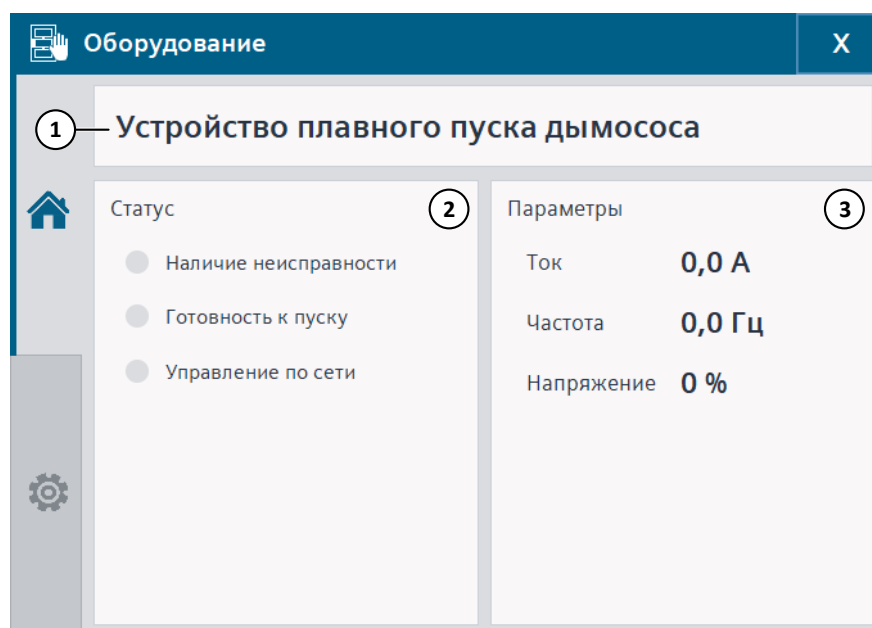 Оборудование
X
1
Устройство плавного пуска дымососа
Статус
2
Наличие неисправности
Готовность к пуску
Управление по сети
Параметры
3
Ток 0,0 А
Частота 0,0 Гц
Напряжение 0 %